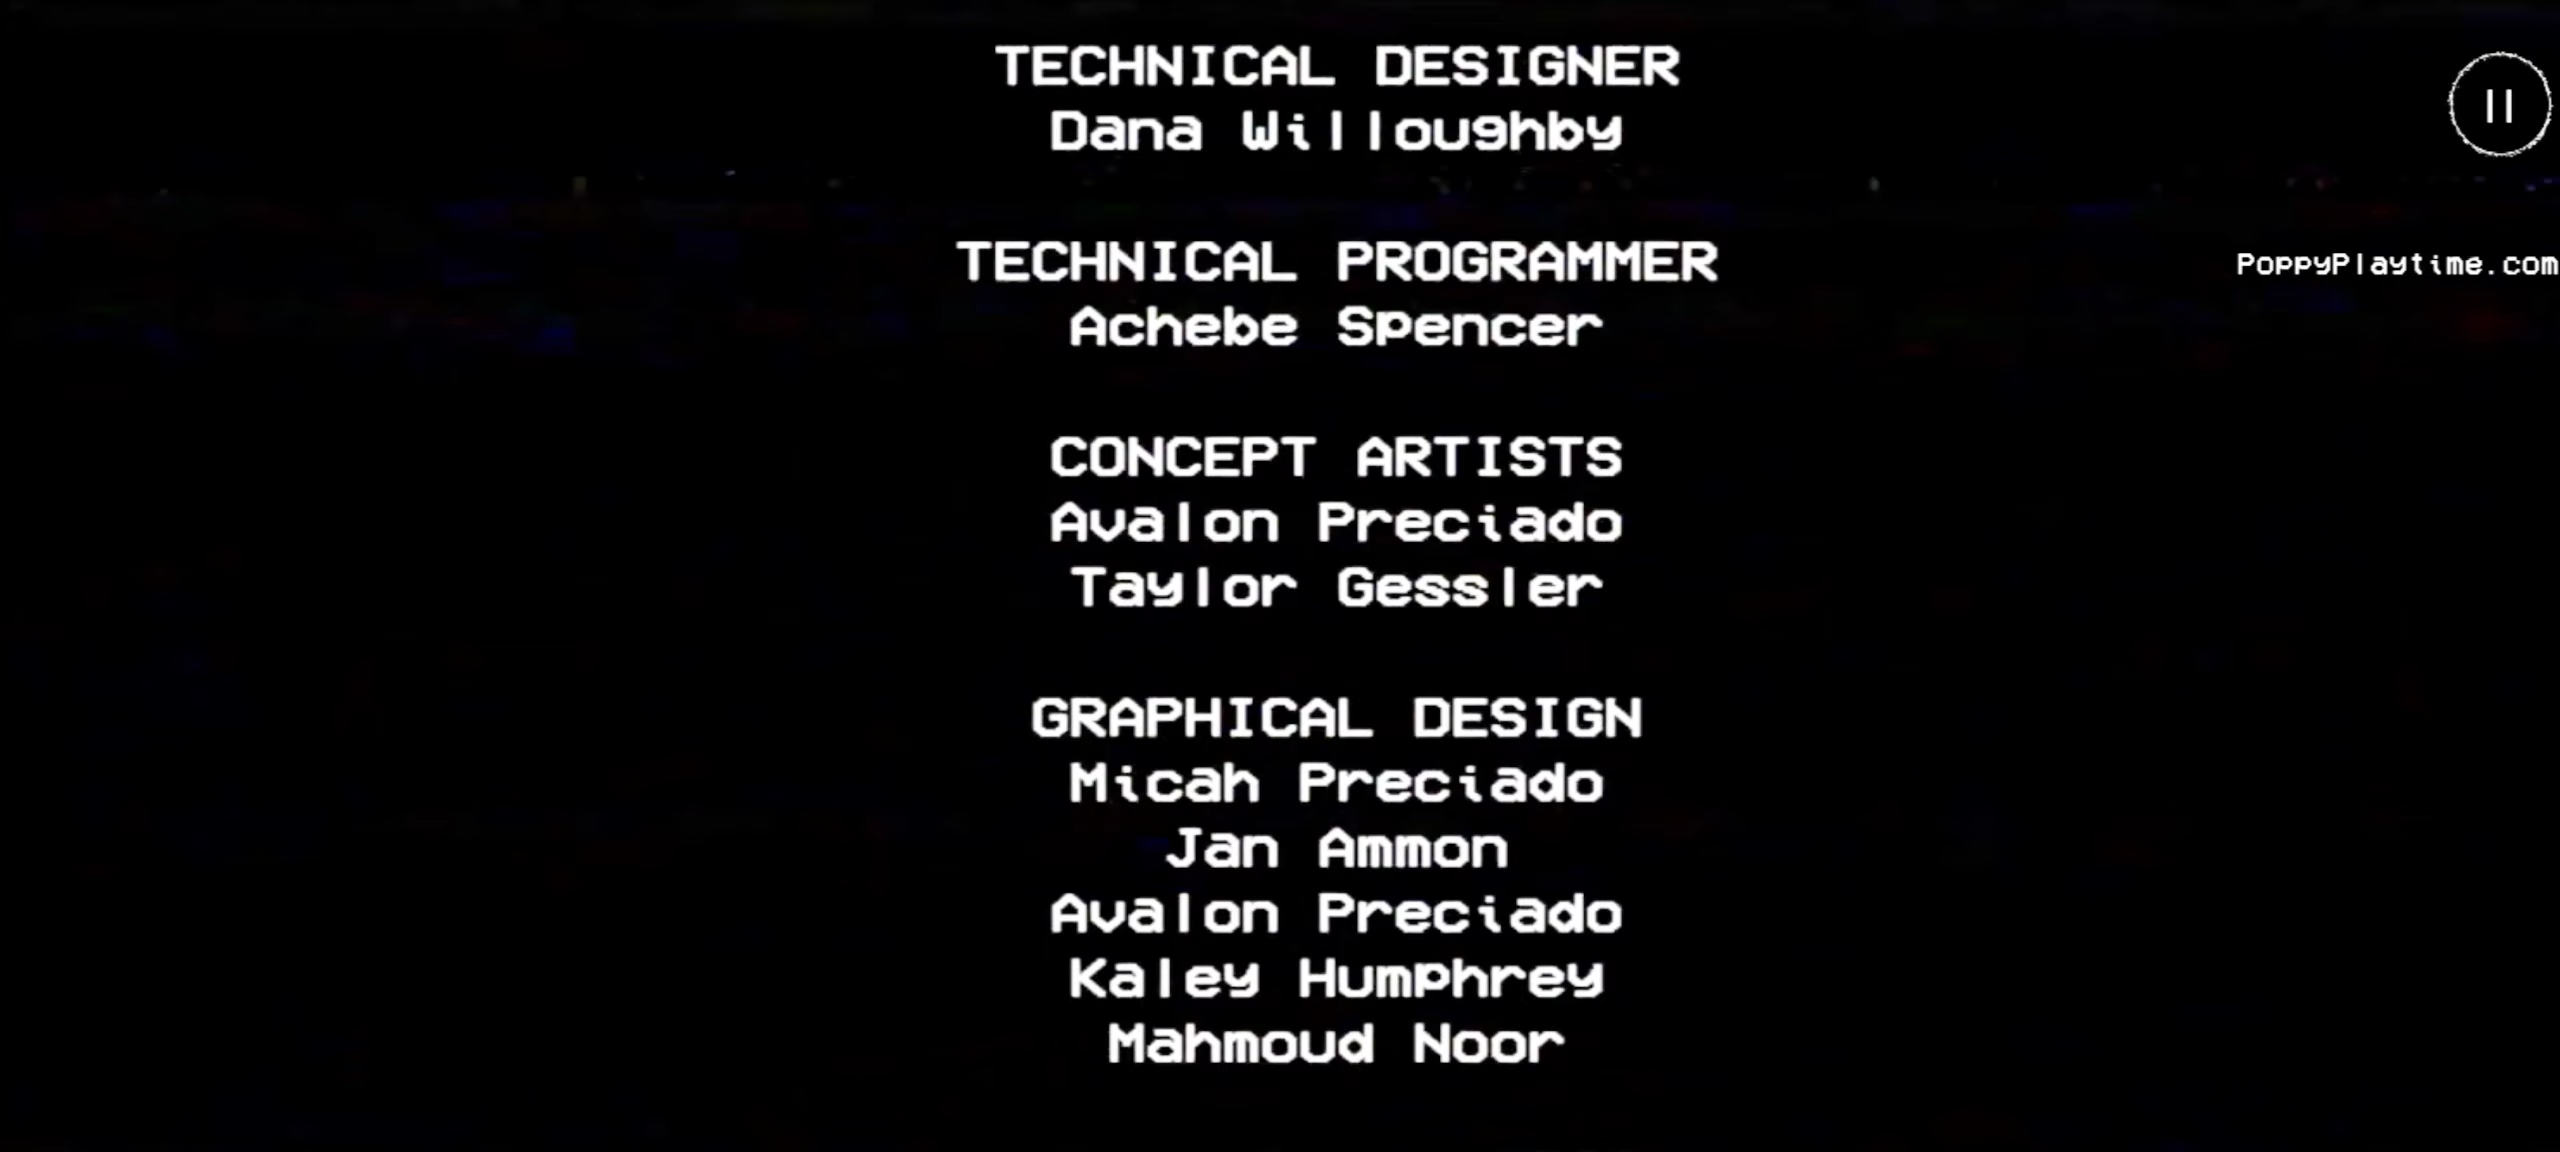 TECHNICAL DESIGNER
Dana Willoughby
TECHNICAL PROGRAMMER
PoppyPlaytime.com
Achebe Spencer
CONCEPT ARTISTS
Avalon Preciado
Taylor Gessler
GRAPHICAL DESIGN
Micah Preciado
Jan Ammon
Avalon Preciado
Kaley Humphrey
Mahmoud Noor